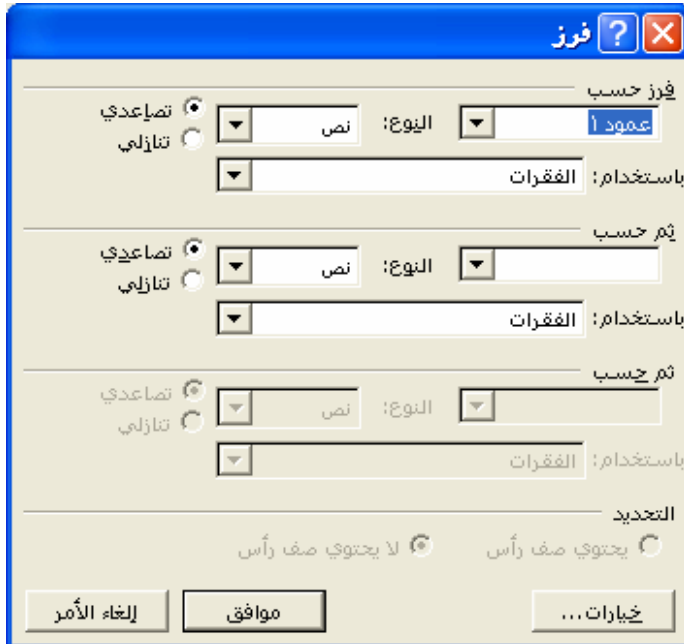 فرز
فرز حسب
عمود ١ النوع: نص تصاعدي
تنازلي
باستخدام: الفقرات
ثم حسب
النوع: نص تصاعدي
تنازلي
باستخدام: الفقرات
ثم حسب
النوع: نص تصاعدي
تنازلي
باستخدام: الفقرات
التحديد
يحتوي صف رأس لا يحتوي صف رأس
خيارات... موافق إلغاء الأمر